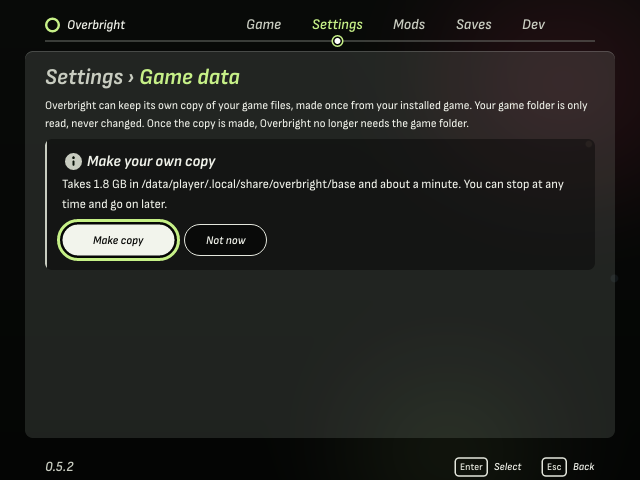 Overbright
Game Settings Mods Saves Dev
Settings › Game data
Overbright can keep its own copy of your game files, made once from your installed game. Your game folder is only
read, never changed. Once the copy is made, Overbright no longer needs the game folder.
Make your own copy
Takes 1.8 GB in /data/player/.local/share/overbright/base and about a minute. You can stop at any
time and go on later.
Make copy Not now
0.5.2
Enter Select Esc Back